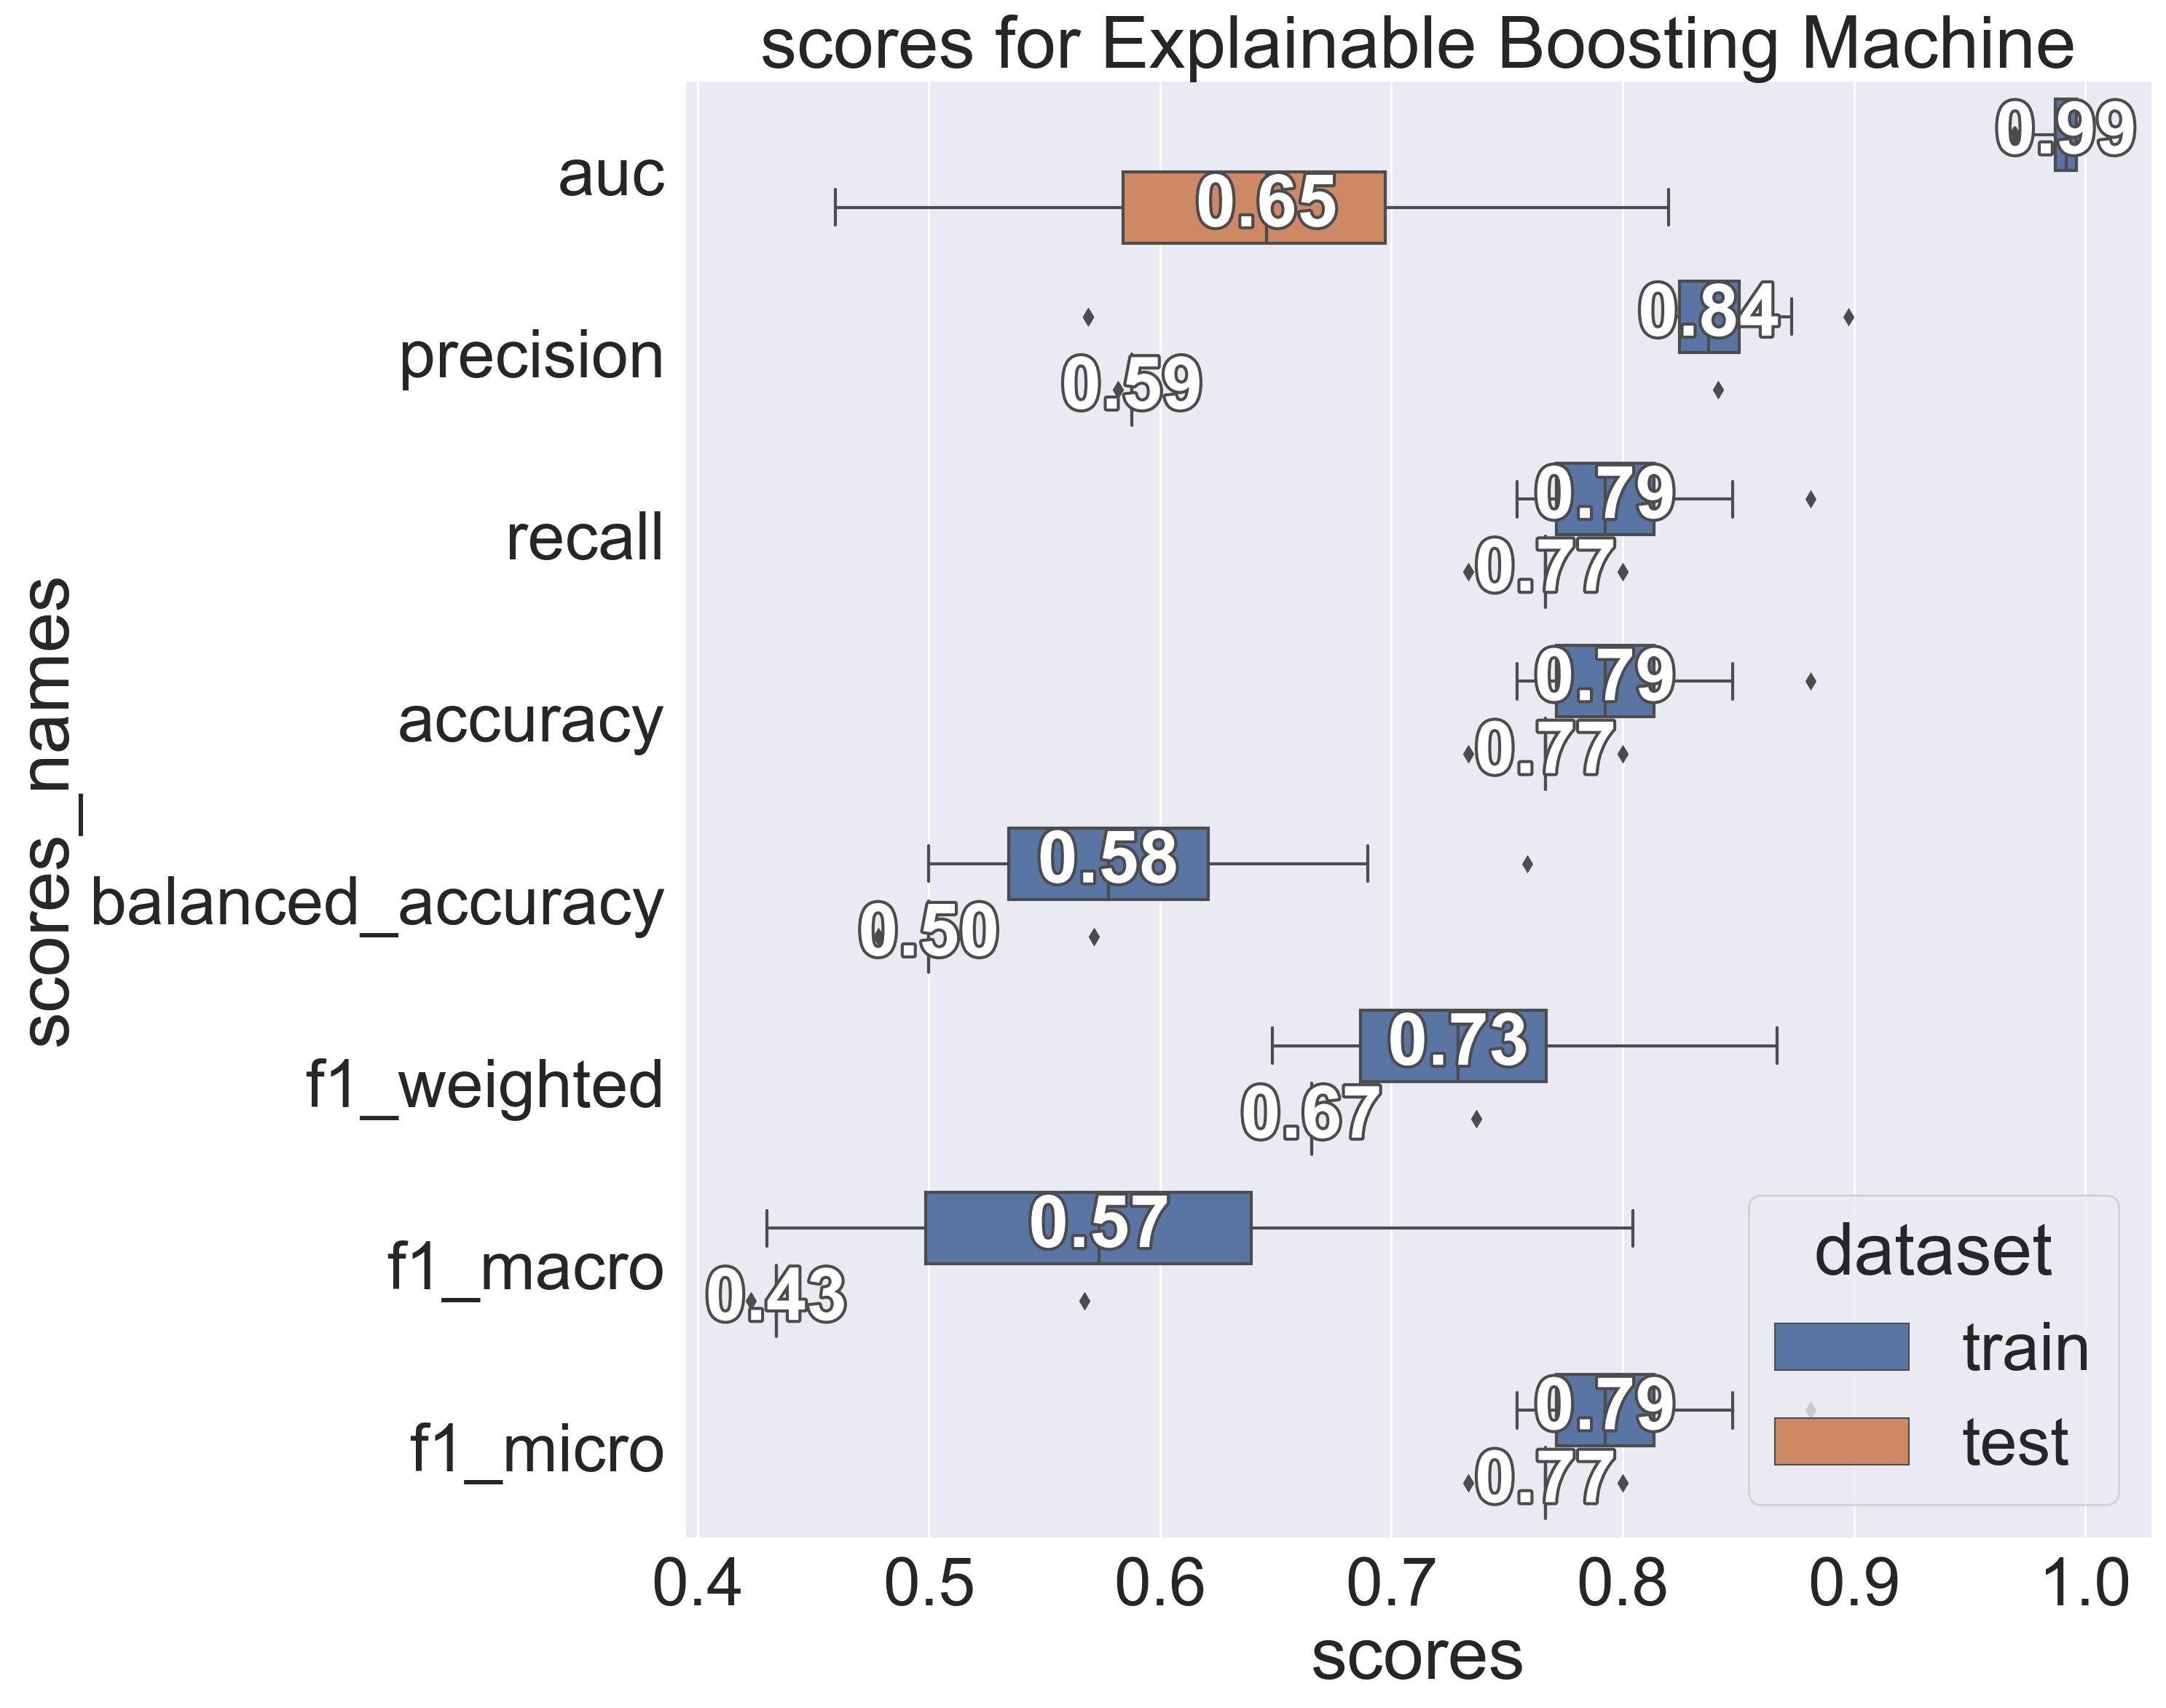 scores for Explainable Boosting Machine
scores_names
auc
0.99
0.65
precision
0.84
0.59
recall
0.79
0.77
accuracy
0.79
0.77
balanced_accuracy
0.58
0.50
f1_weighted
0.73
0.67
f1_macro
0.57
0.43
f1_micro
0.79
0.77
dataset
train
test
0.4 0.5 0.6 0.7 0.8 0.9 1.0
scores